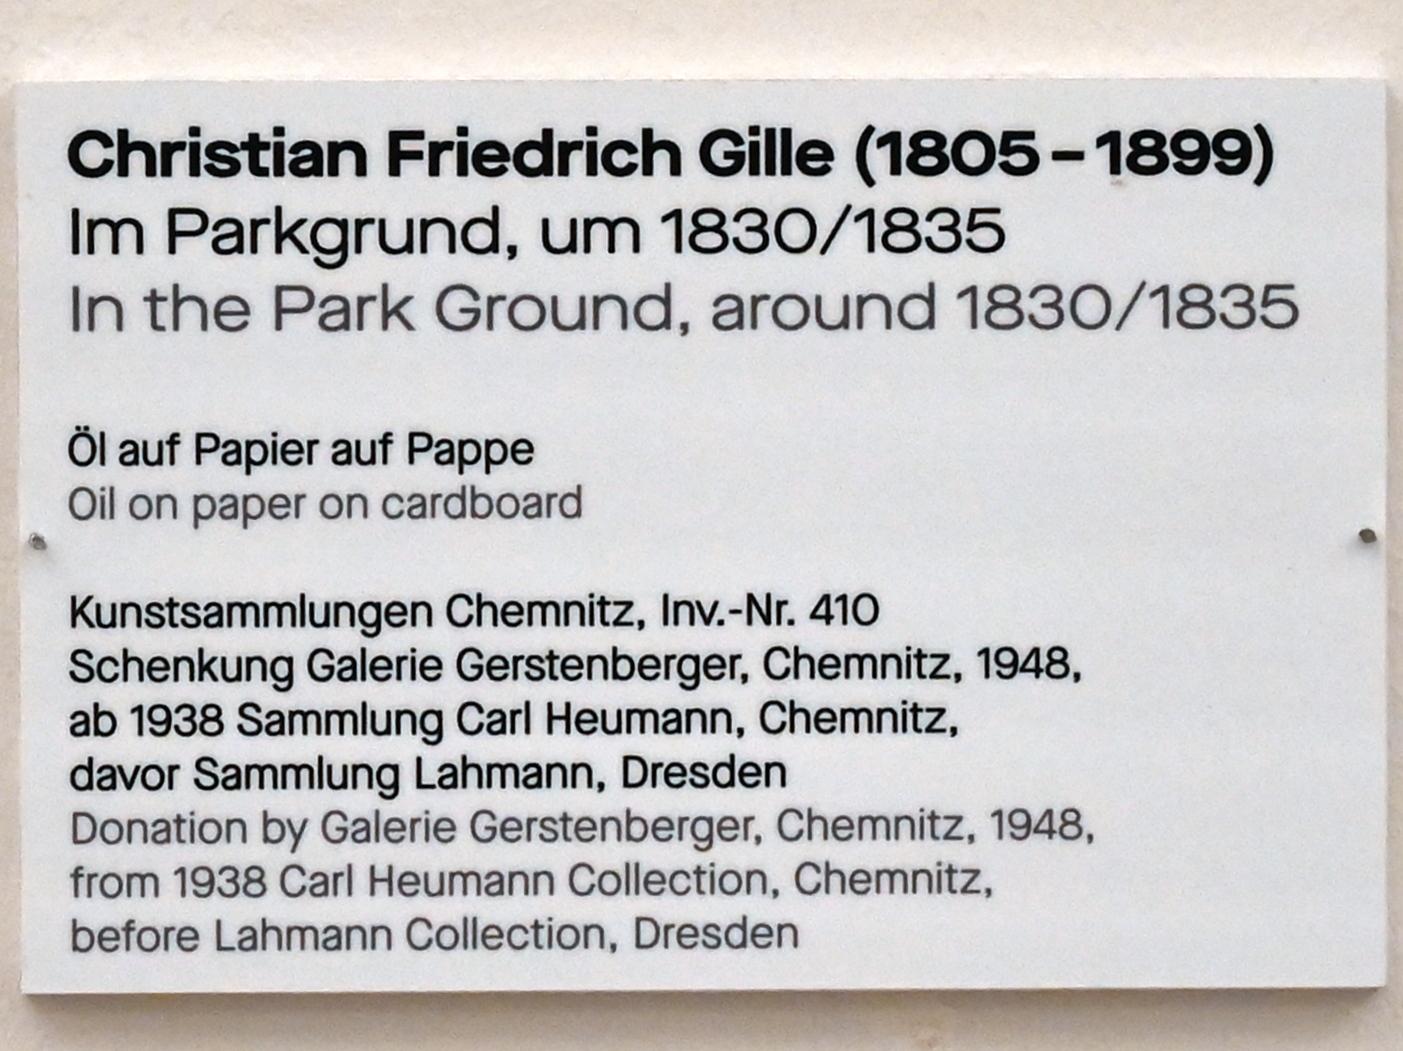 Christian Friedrich Gille (1805–1899)
Im Parkgrund, um 1830/1835
In the Park Ground, around 1830/1835
Öl auf Papier auf Pappe
Oil on paper on cardboard
Kunstsammlungen Chemnitz, Inv.-Nr. 410
Schenkung Galerie Gerstenberger, Chemnitz, 1948,
ab 1938 Sammlung Carl Heumann, Chemnitz,
davor Sammlung Lahmann, Dresden
Donation by Galerie Gerstenberger, Chemnitz, 1948,
from 1938 Carl Heumann Collection, Chemnitz,
before Lahmann Collection, Dresden